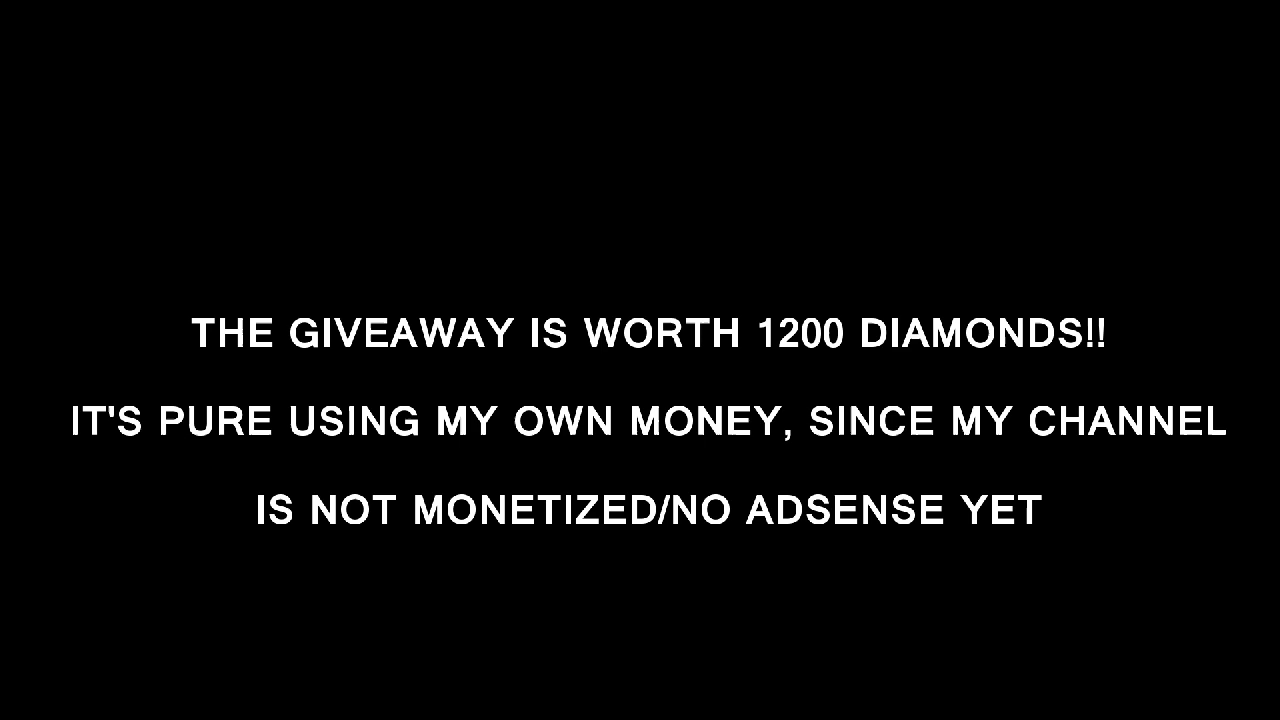 THE GIVEAWAY IS WORTH 1200 DIAMONDS!!
IT'S PURE USING MY OWN MONEY, SINCE MY CHANNEL
IS NOT MONETIZED/NO ADSENSE YET